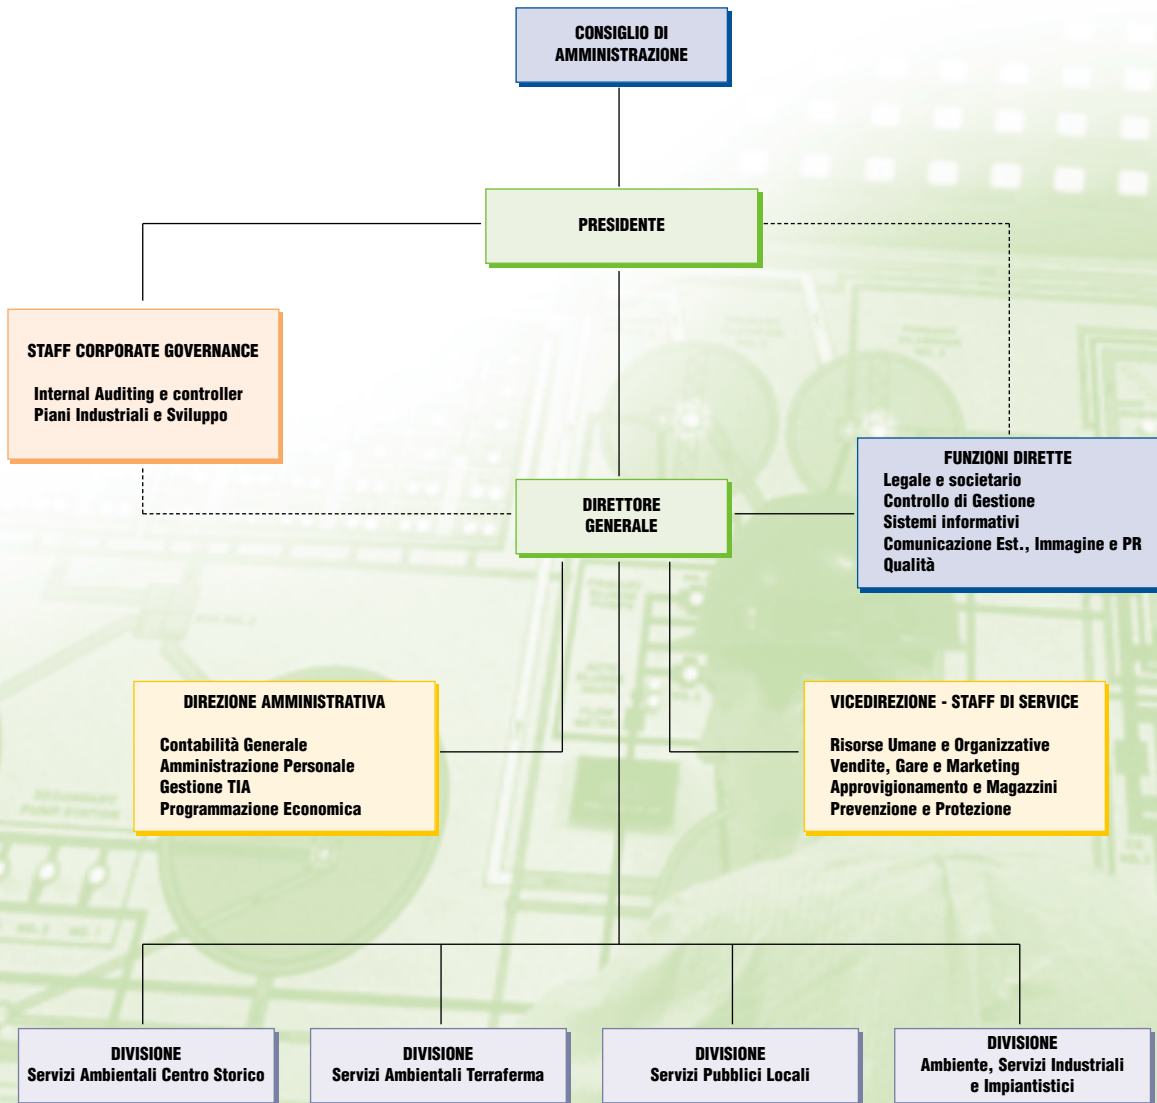 CONSIGLIO DI
AMMINISTRAZIONE
PRESIDENTE
STAFF CORPORATE GOVERNANCE
Internal Auditing e controller
Piani Industriali e Sviluppo
FUNZIONI DIRETTE
Legale e societario
Controllo di Gestione
Sistemi informativi
Comunicazione Est., Immagine e PR
Qualità
DIRETTORE
GENERALE
DIREZIONE AMMINISTRATIVA
Contabilità Generale
Amministrazione Personale
Gestione TIA
Programmazione Economica
VICEDIREZIONE - STAFF DI SERVICE
Risorse Umane e Organizzative
Vendite, Gare e Marketing
Approvigionamento e Magazzini
Prevenzione e Protezione
DIVISIONE
Servizi Ambientali Centro Storico
DIVISIONE
Servizi Ambientali Terraferma
DIVISIONE
Servizi Pubblici Locali
DIVISIONE
Ambiente, Servizi Industriali
e Impiantistici